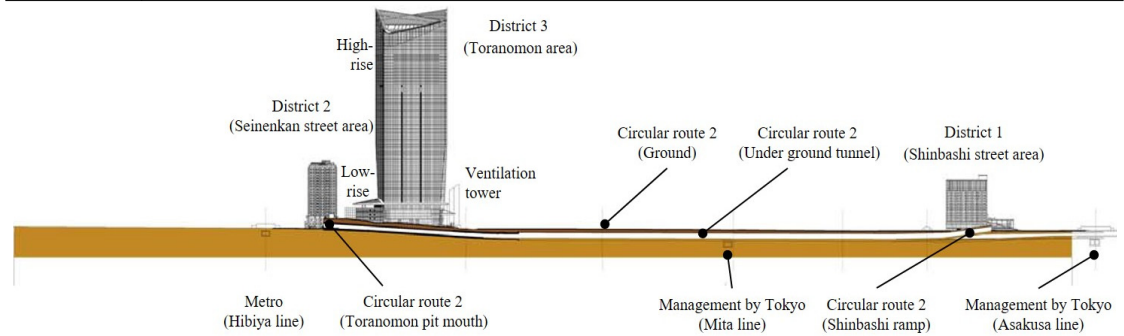 District 3
(Toranomon area)
High-
rise
District 2
(Seinenkan street area)
Low-
rise
Ventilation
tower
Circular route 2
(Ground)
Circular route 2
(Under ground tunnel)
District 1
(Shinbashi street area)
Metro
(Hibiya line)
Circular route 2
(Toranomon pit mouth)
Management by Tokyo
(Mita line)
Circular route 2
(Shinbashi ramp)
Management by Tokyo
(Asakusa line)